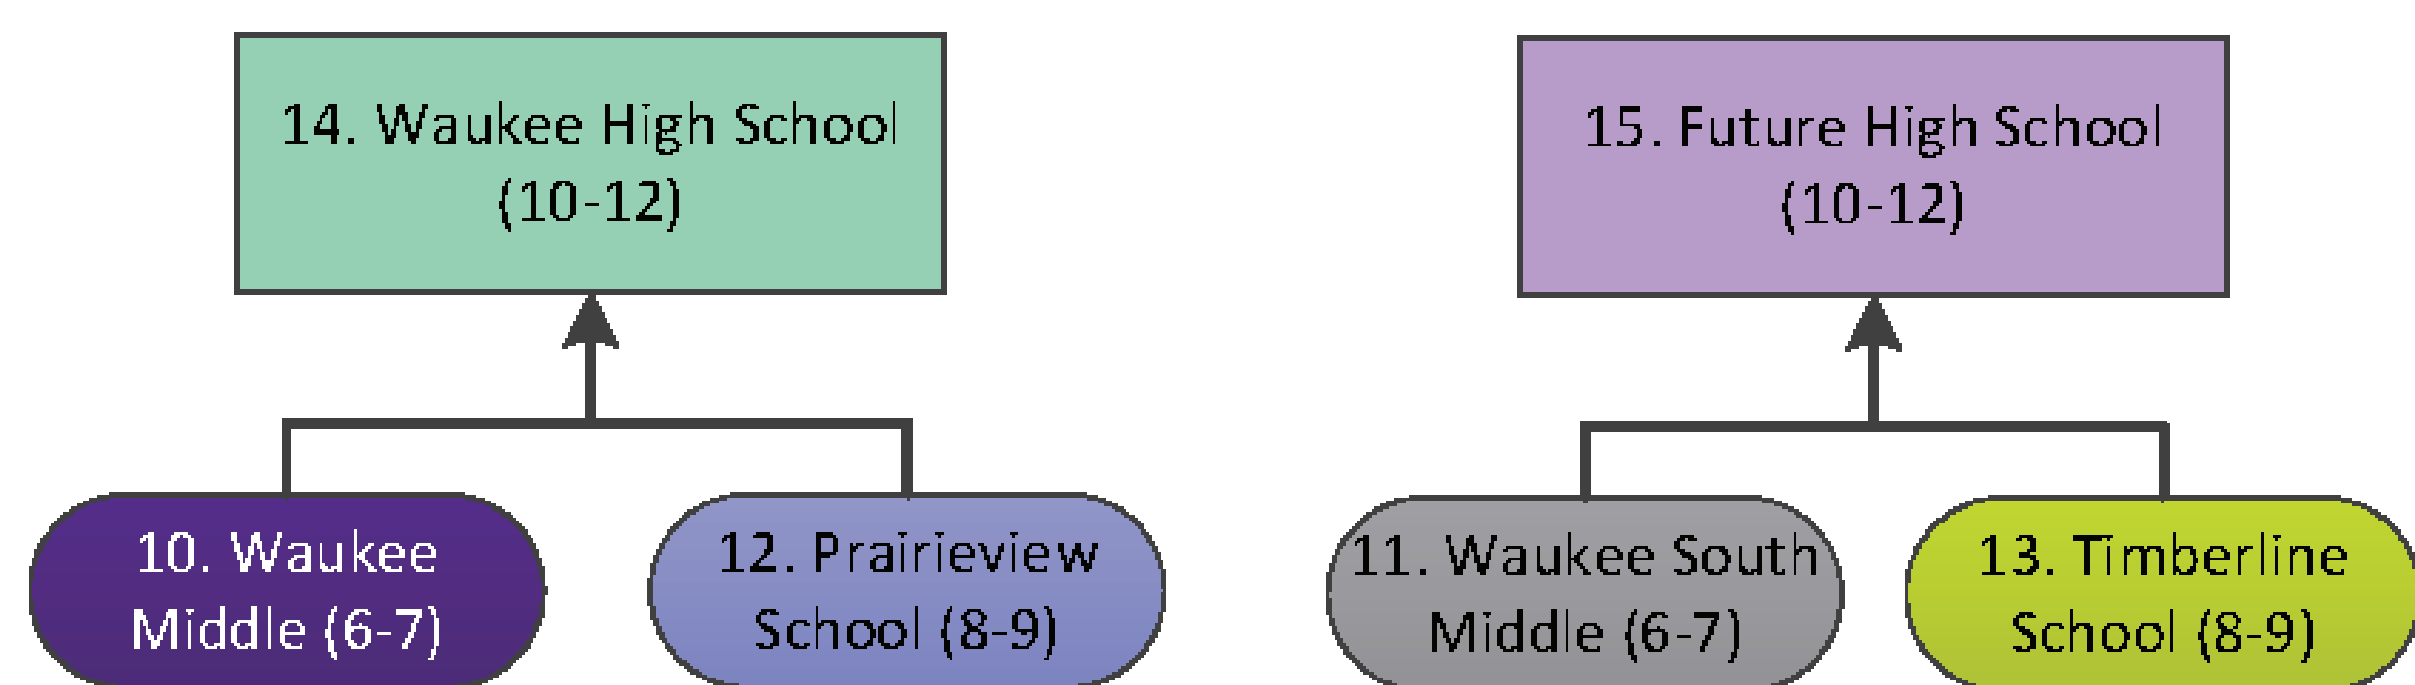 14. Waukee High School
(10-12)
15. Future High School
(10-12)
10. Waukee
Middle (6-7)
12. Prairieview
School (8-9)
11. Waukee South
Middle (6-7)
13. Timberline
School (8-9)